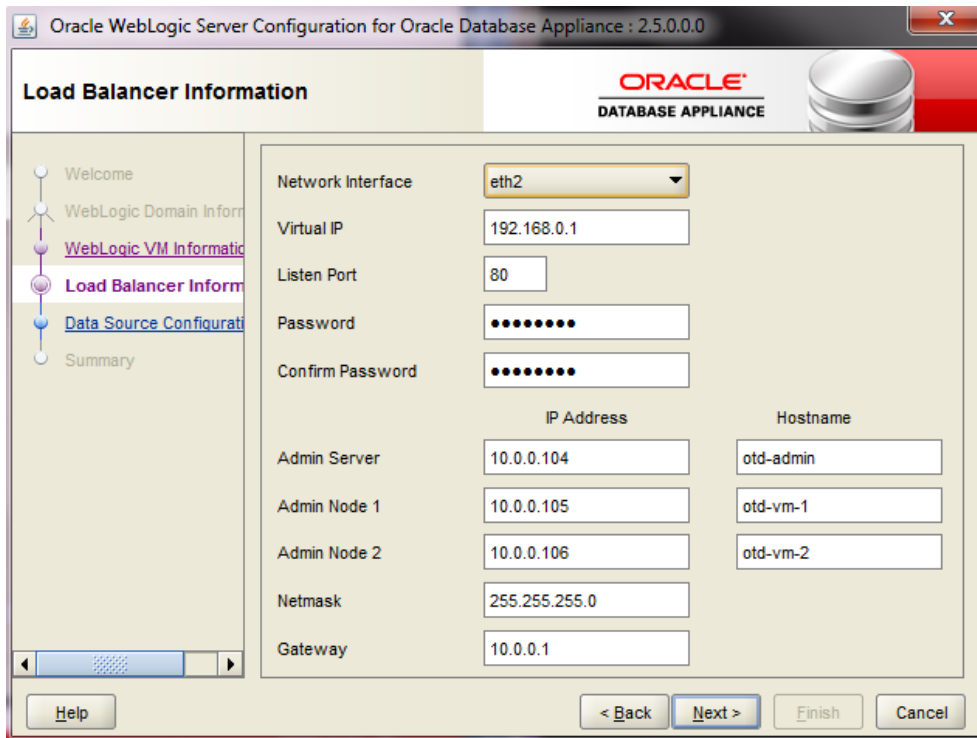 Oracle WebLogic Server Configuration for Oracle Database Appliance : 2.5.0.0.0
Load Balancer Information
ORACLE
DATABASE APPLIANCE
Welcome
WebLogic Domain Inforr
WebLogic VM Informatic
Load Balancer Inform
Data Source Configurati
Summary
Network Interface eth2
Virtual IP 192.168.0.1
Listen Port 80
Password ••••••••
Confirm Password ••••••••
IP Address Hostname
Admin Server 10.0.0.104 otd-admin
Admin Node 1 10.0.0.105 otd-vm-1
Admin Node 2 10.0.0.106 otd-vm-2
Netmask 255.255.255.0
Gateway 10.0.0.1
Help < Back Next > Finish Cancel